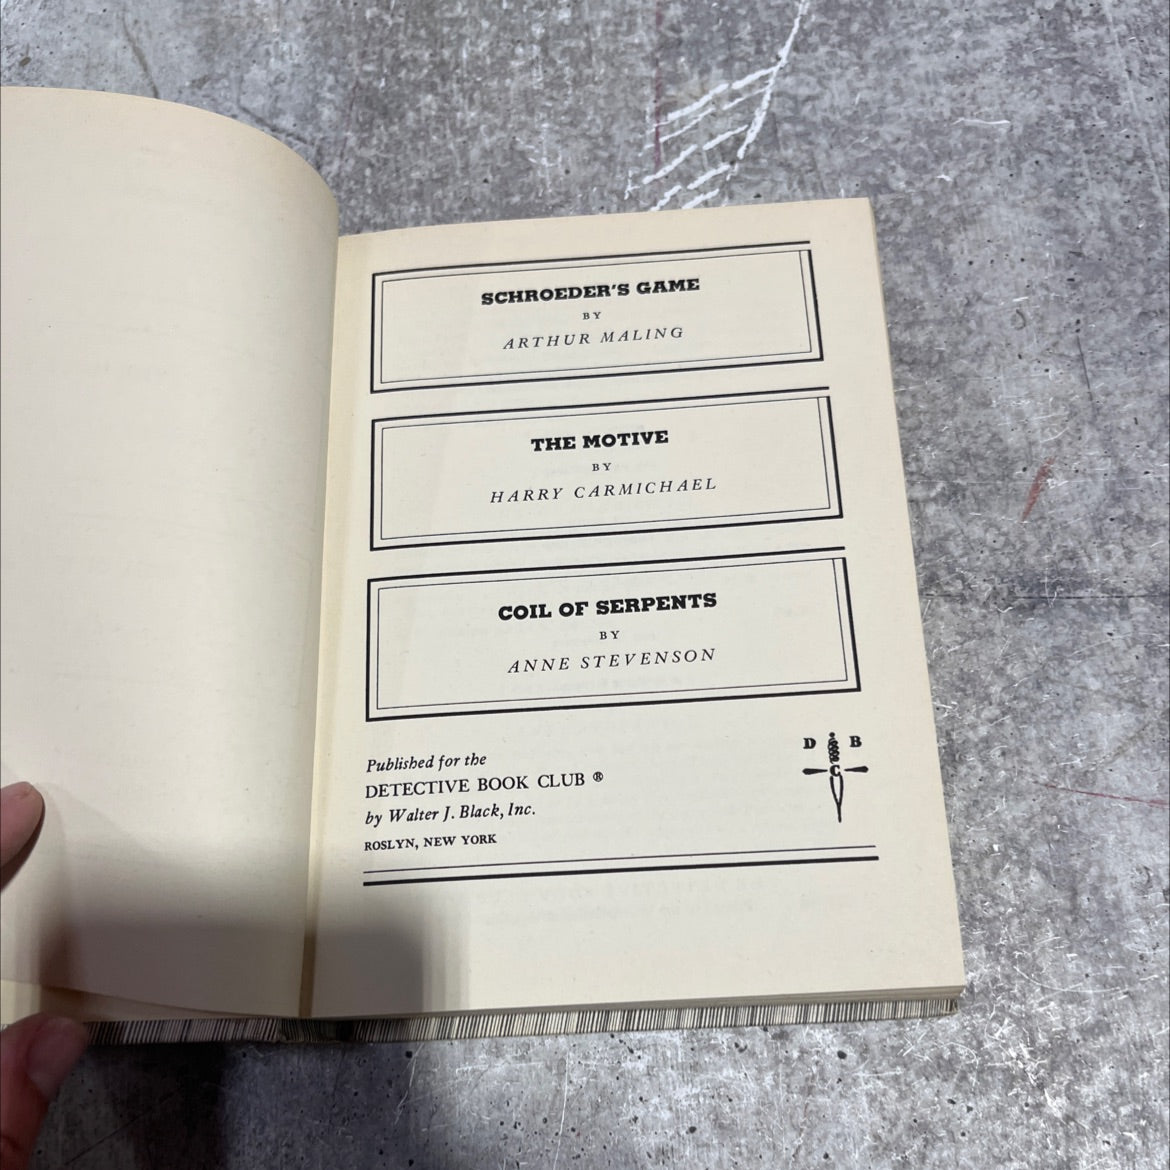 SCHROEDER'S GAME
BY
ARTHUR MALING
THE MOTIVE
BY
HARRY CARMICHAEL
COIL OF SERPENTS
BY
ANNE STEVENSON
Published for the
DETECTIVE BOOK CLUB ®
by Walter J. Black, Inc.
ROSLYN, NEW YORK
D B
C